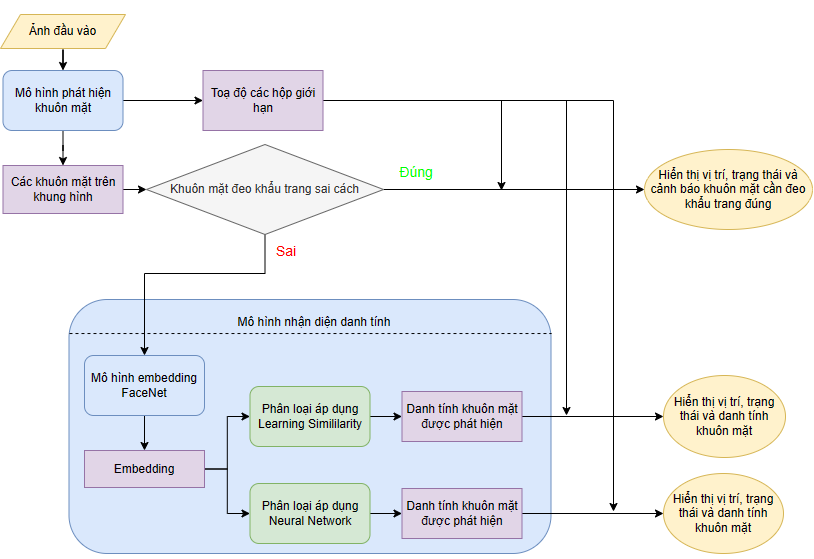 Ảnh đầu vào
Mô hình phát hiện
khuôn mặt
Toạ độ các hộp giới
hạn
Các khuôn mặt trên
khung hình
Khuôn mặt đeo khẩu trang sai cách
Đúng
Hiển thị vị trí, trạng thái và
cảnh báo khuôn mặt cần đeo
khẩu trang đúng
Sai
Mô hình nhận diện danh tính
Mô hình embedding
FaceNet
Embedding
Phân loại áp dụng
Learning Simililarity
Danh tính khuôn mặt
được phát hiện
Hiển thị vị trí, trạng
thái và danh tính
khuôn mặt
Phân loại áp dụng
Neural Network
Danh tính khuôn mặt
được phát hiện
Hiển thị vị trí, trạng
thái và danh tính
khuôn mặt